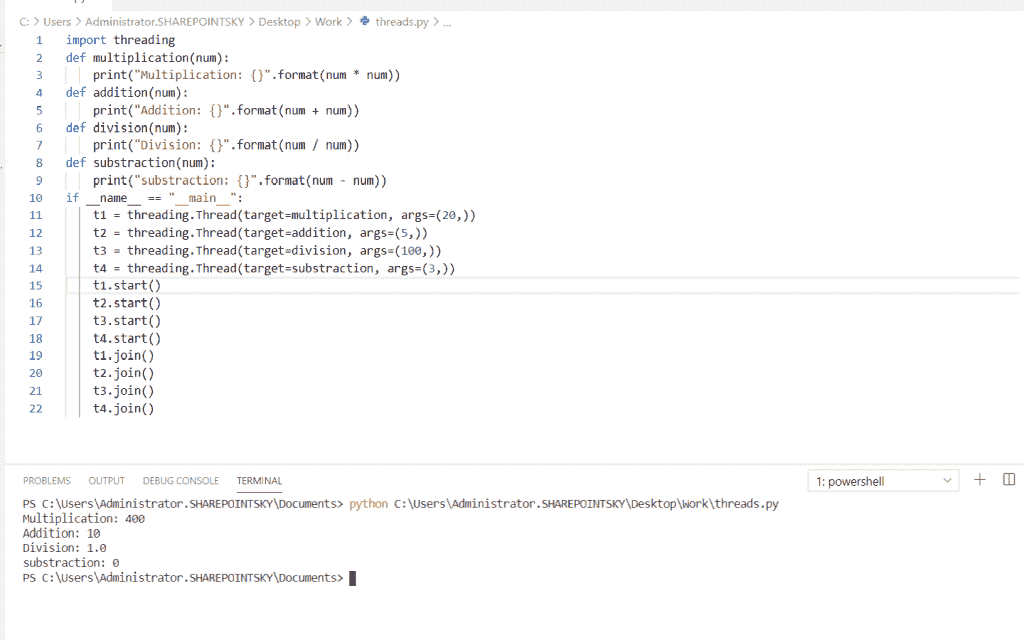 C: > Users > Administrator.SHAREPOINTSKY > Desktop > Work > threads.py > ...
1 import threading
2 def multiplication(num):
3     print("Multiplication: {}".format(num * num))
4 def addition(num):
5     print("Addition: {}".format(num + num))
6 def division(num):
7     print("Division: {}".format(num / num))
8 def substraction(num):
9     print("substraction: {}".format(num - num))
10 if __name__ == "__main__":
11     t1 = threading.Thread(target=multiplication, args=(20,))
12     t2 = threading.Thread(target=addition, args=(5,))
13     t3 = threading.Thread(target=division, args=(100,))
14     t4 = threading.Thread(target=substraction, args=(3,))
15     t1.start()
16     t2.start()
17     t3.start()
18     t4.start()
19     t1.join()
20     t2.join()
21     t3.join()
22     t4.join()
PROBLEMS OUTPUT DEBUG CONSOLE TERMINAL 1: powershell
PS C:\Users\Administrator.SHAREPOINTSKY\Documents> python C:\Users\Administrator.SHAREPOINTSKY\Desktop\Work\threads.py
Multiplication: 400
Addition: 10
Division: 1.0
substraction: 0
PS C:\Users\Administrator.SHAREPOINTSKY\Documents>